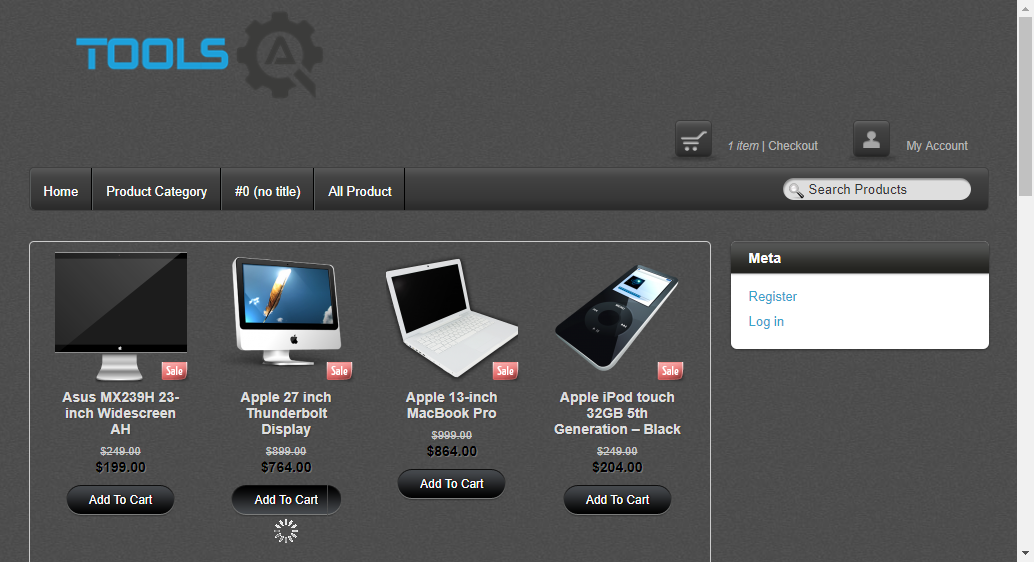 TOOLS QA
1 item | Checkout
My Account
Home
Product Category
#0 (no title)
All Product
Search Products
Sale
Asus MX239H 23-
inch Widescreen
AH
$249.00
$199.00
Add To Cart
Sale
Apple 27 inch
Thunderbolt
Display
$899.00
$764.00
Add To Cart
Sale
Apple 13-inch
MacBook Pro
$999.00
$864.00
Add To Cart
Sale
Apple iPod touch
32GB 5th
Generation – Black
$249.00
$204.00
Add To Cart
Meta
Register
Log in